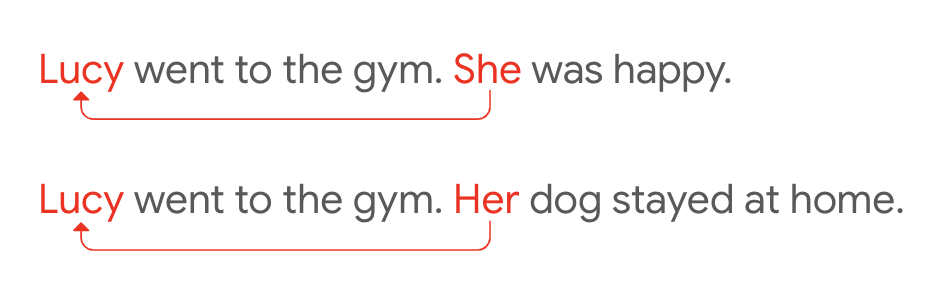 Lucy went to the gym. She was happy.
Lucy went to the gym. Her dog stayed at home.